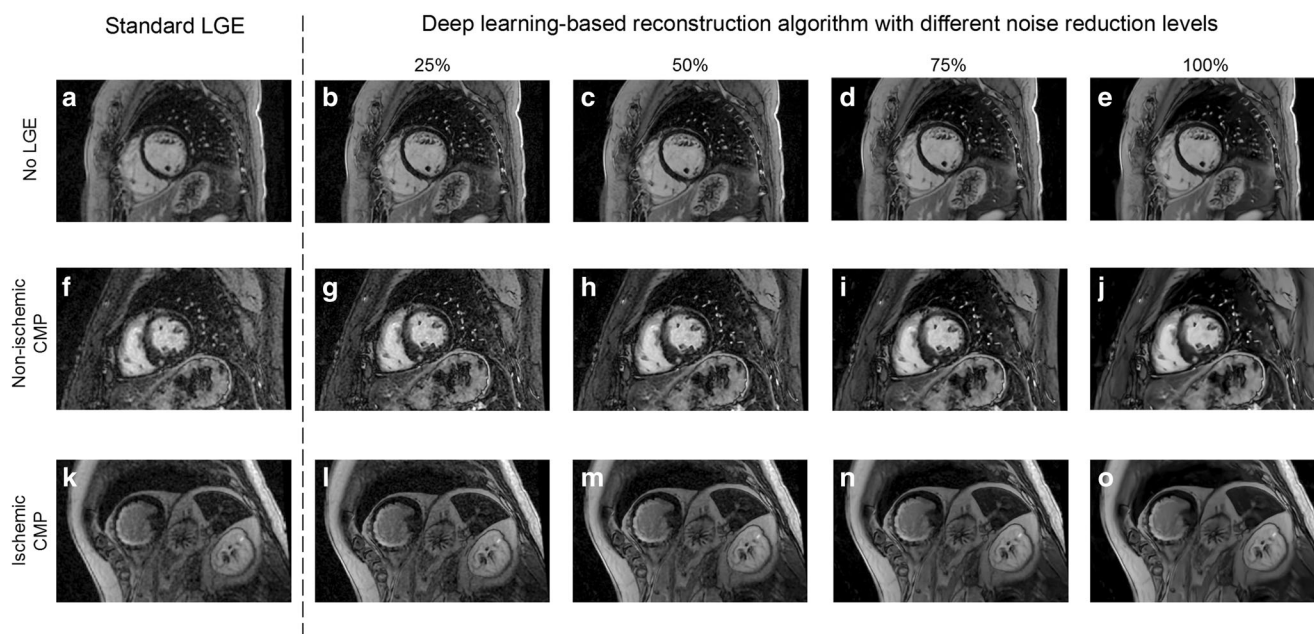 Standard LGE
Deep learning-based reconstruction algorithm with different noise reduction levels
25% 50% 75% 100%
No LGE
a b c d e
Non-ischemic
CMP
f g h i j
Ischemic
CMP
k l m n o